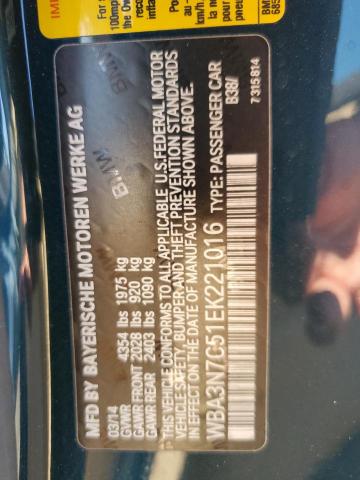 MFD BY BAYERISCHE MOTOREN WERKE AG
03/14
GVWR 4354 lbs 1975 kg
GAWR FRONT 2028 lbs 920 kg
GAWR REAR 2403 lbs 1090 kg
THIS VEHICLE CONFORMS TO ALL APPLICABLE U.S. FEDERAL MOTOR
VEHICLE SAFETY, BUMPER AND THEFT PREVENTION STANDARDS
IN EFFECT ON THE DATE OF MANUFACTURE SHOWN ABOVE.
WBA3N7C51EK221016 TYPE: PASSENGER CAR
B38/
7 315 814
BMW